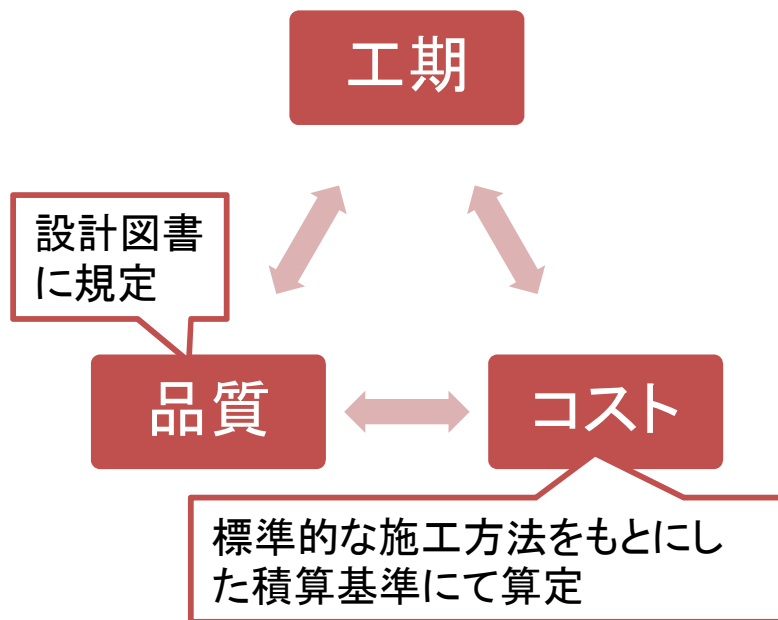 工期
設計図書
に規定
品質
コスト
標準的な施工方法をもとにし
た積算基準にて算定